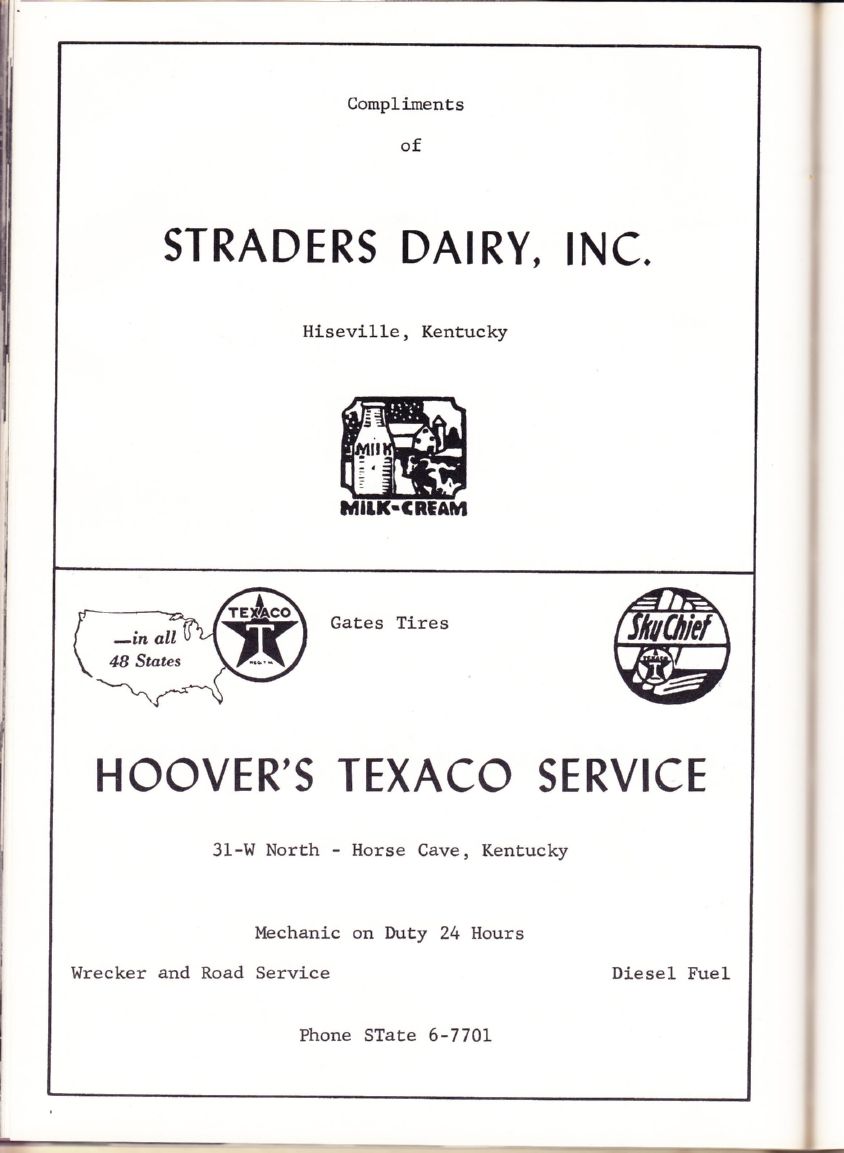 Compliments
of
STRADERS DAIRY, INC.
Hiseville, Kentucky
MILK
MILK-CREAM
—in all
48 States
TEXACO
T
REG. T.M.
Gates Tires
Sky Chief
TEXACO
T
HOOVER'S TEXACO SERVICE
31-W North - Horse Cave, Kentucky
Mechanic on Duty 24 Hours
Wrecker and Road Service
Diesel Fuel
Phone STate 6-7701